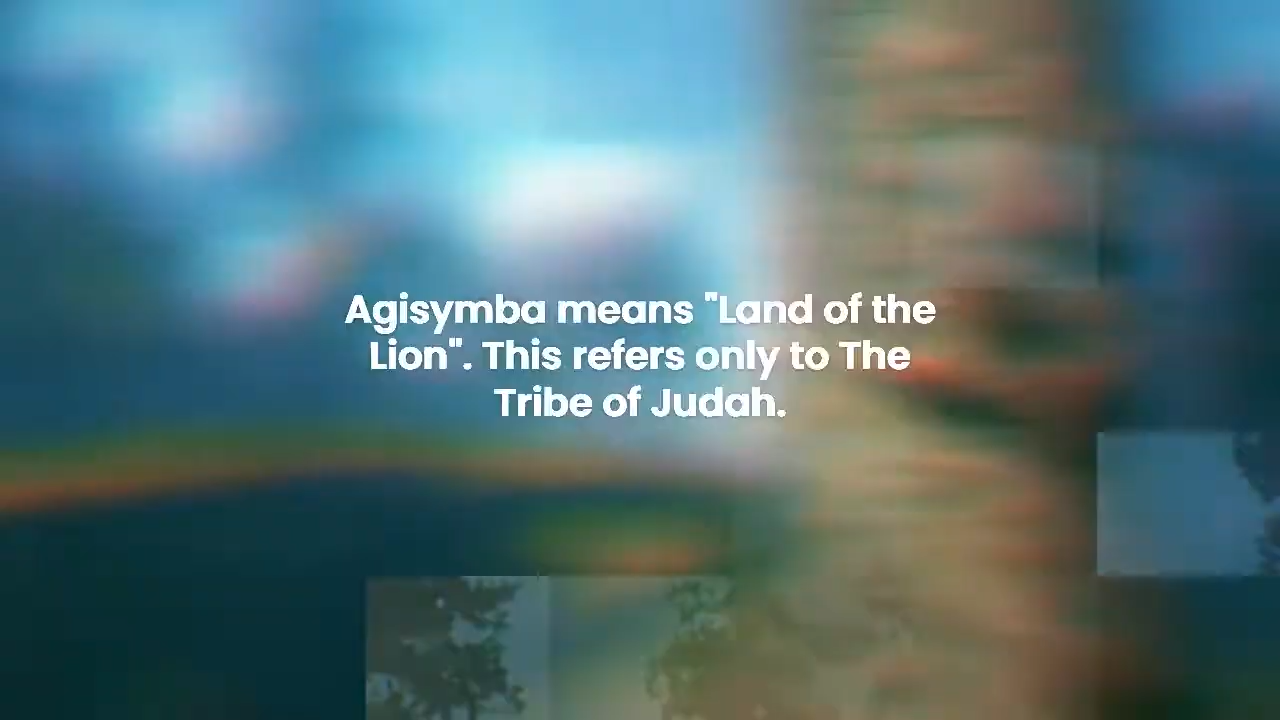 Agisymba means "Land of the
Lion". This refers only to The
Tribe of Judah.